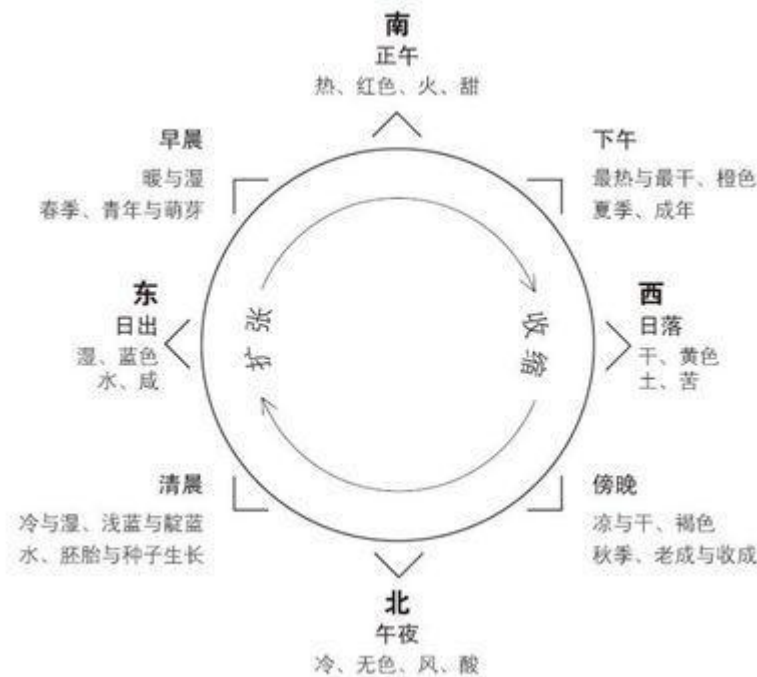 南
正午
热、红色、火、甜
早晨
暖与湿
春季、青年与萌芽
下午
最热与最干、橙色
夏季、成年
东
日出
湿、蓝色
水、咸
扩张
收缩
西
日落
干、黄色
土、苦
清晨
冷与湿、浅蓝与靛蓝
水、胚胎与种子生长
傍晚
凉与干、褐色
秋季、老成与收成
北
午夜
冷、无色、风、酸